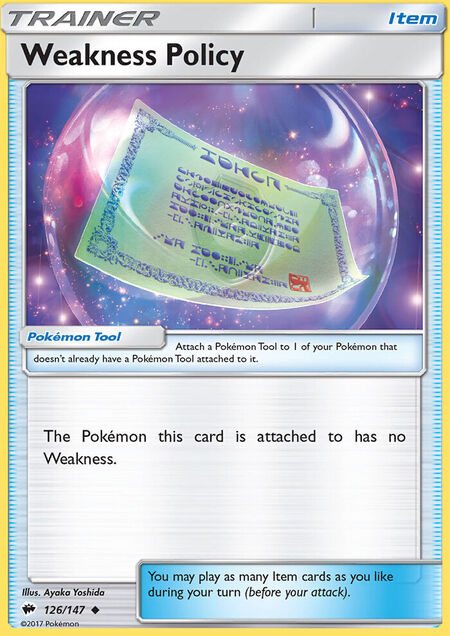 TRAINER Item
Weakness Policy
Pokémon Tool
Attach a Pokémon Tool to 1 of your Pokémon that
doesn't already have a Pokémon Tool attached to it.
The Pokémon this card is attached to has no
Weakness.
You may play as many Item cards as you like
during your turn (before your attack).
Illus. Ayaka Yoshida
126/147
©2017 Pokémon